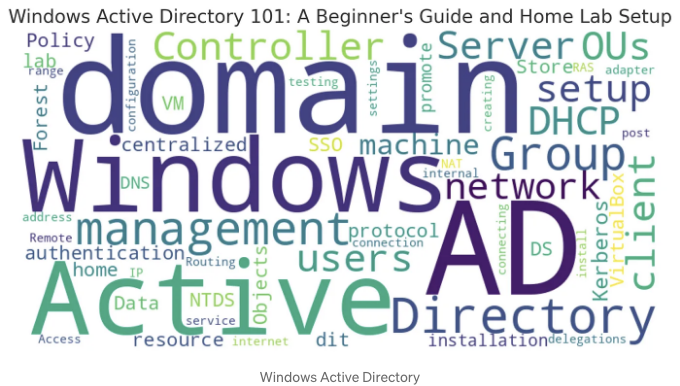 Windows Active Directory 101: A Beginner's Guide and Home Lab Setup
Policy
Controller
Server
OUs
lab
range
configuration
domain
testing
settings
promote
Store
RAS
adapter
creating
setup
Forest
VM
DHCP
post
centralized
SSO
machine
Group
NAT
internal
Windows
DNS
network
client
VirtualBox
address
management
protocol
connection
AD
connecting
DS
install
Kerberos
Remote
authentication
Routing
users
home
IP
Objects
Active
Data
NTDS
service
Directory
Access
resource
internet
dit
installation
delegations
Windows Active Directory